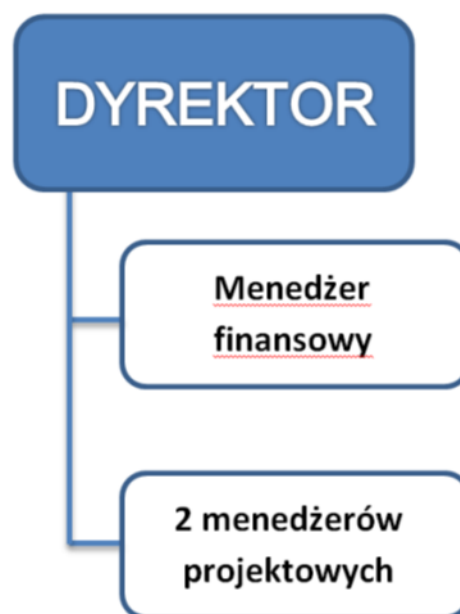 DYREKTOR
Menedżer
finansowy
2 menedżerów
projektowych